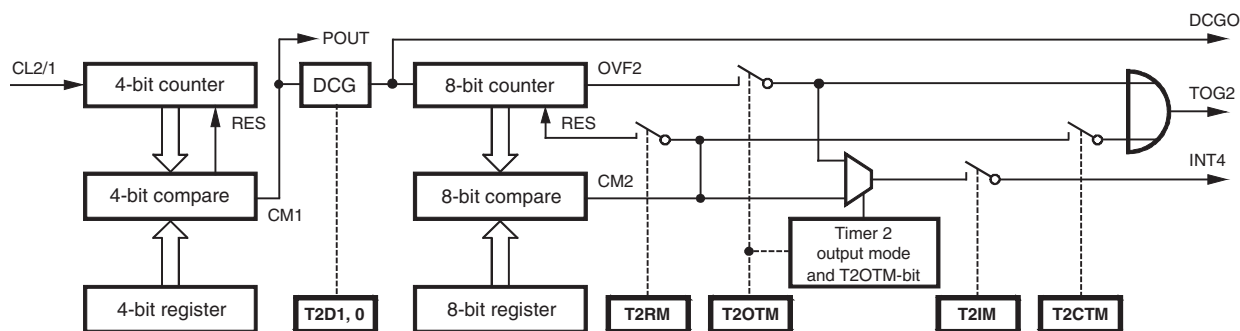 DCGO
POUT
CL2/1
4-bit counter
DCG
8-bit counter
OVF2
TOG2
RES
RES
INT4
4-bit compare
CM1
8-bit compare
CM2
Timer 2
output mode
and T2OTM-bit
4-bit register
T2D1, 0
8-bit register
T2RM
T2OTM
T2IM
T2CTM